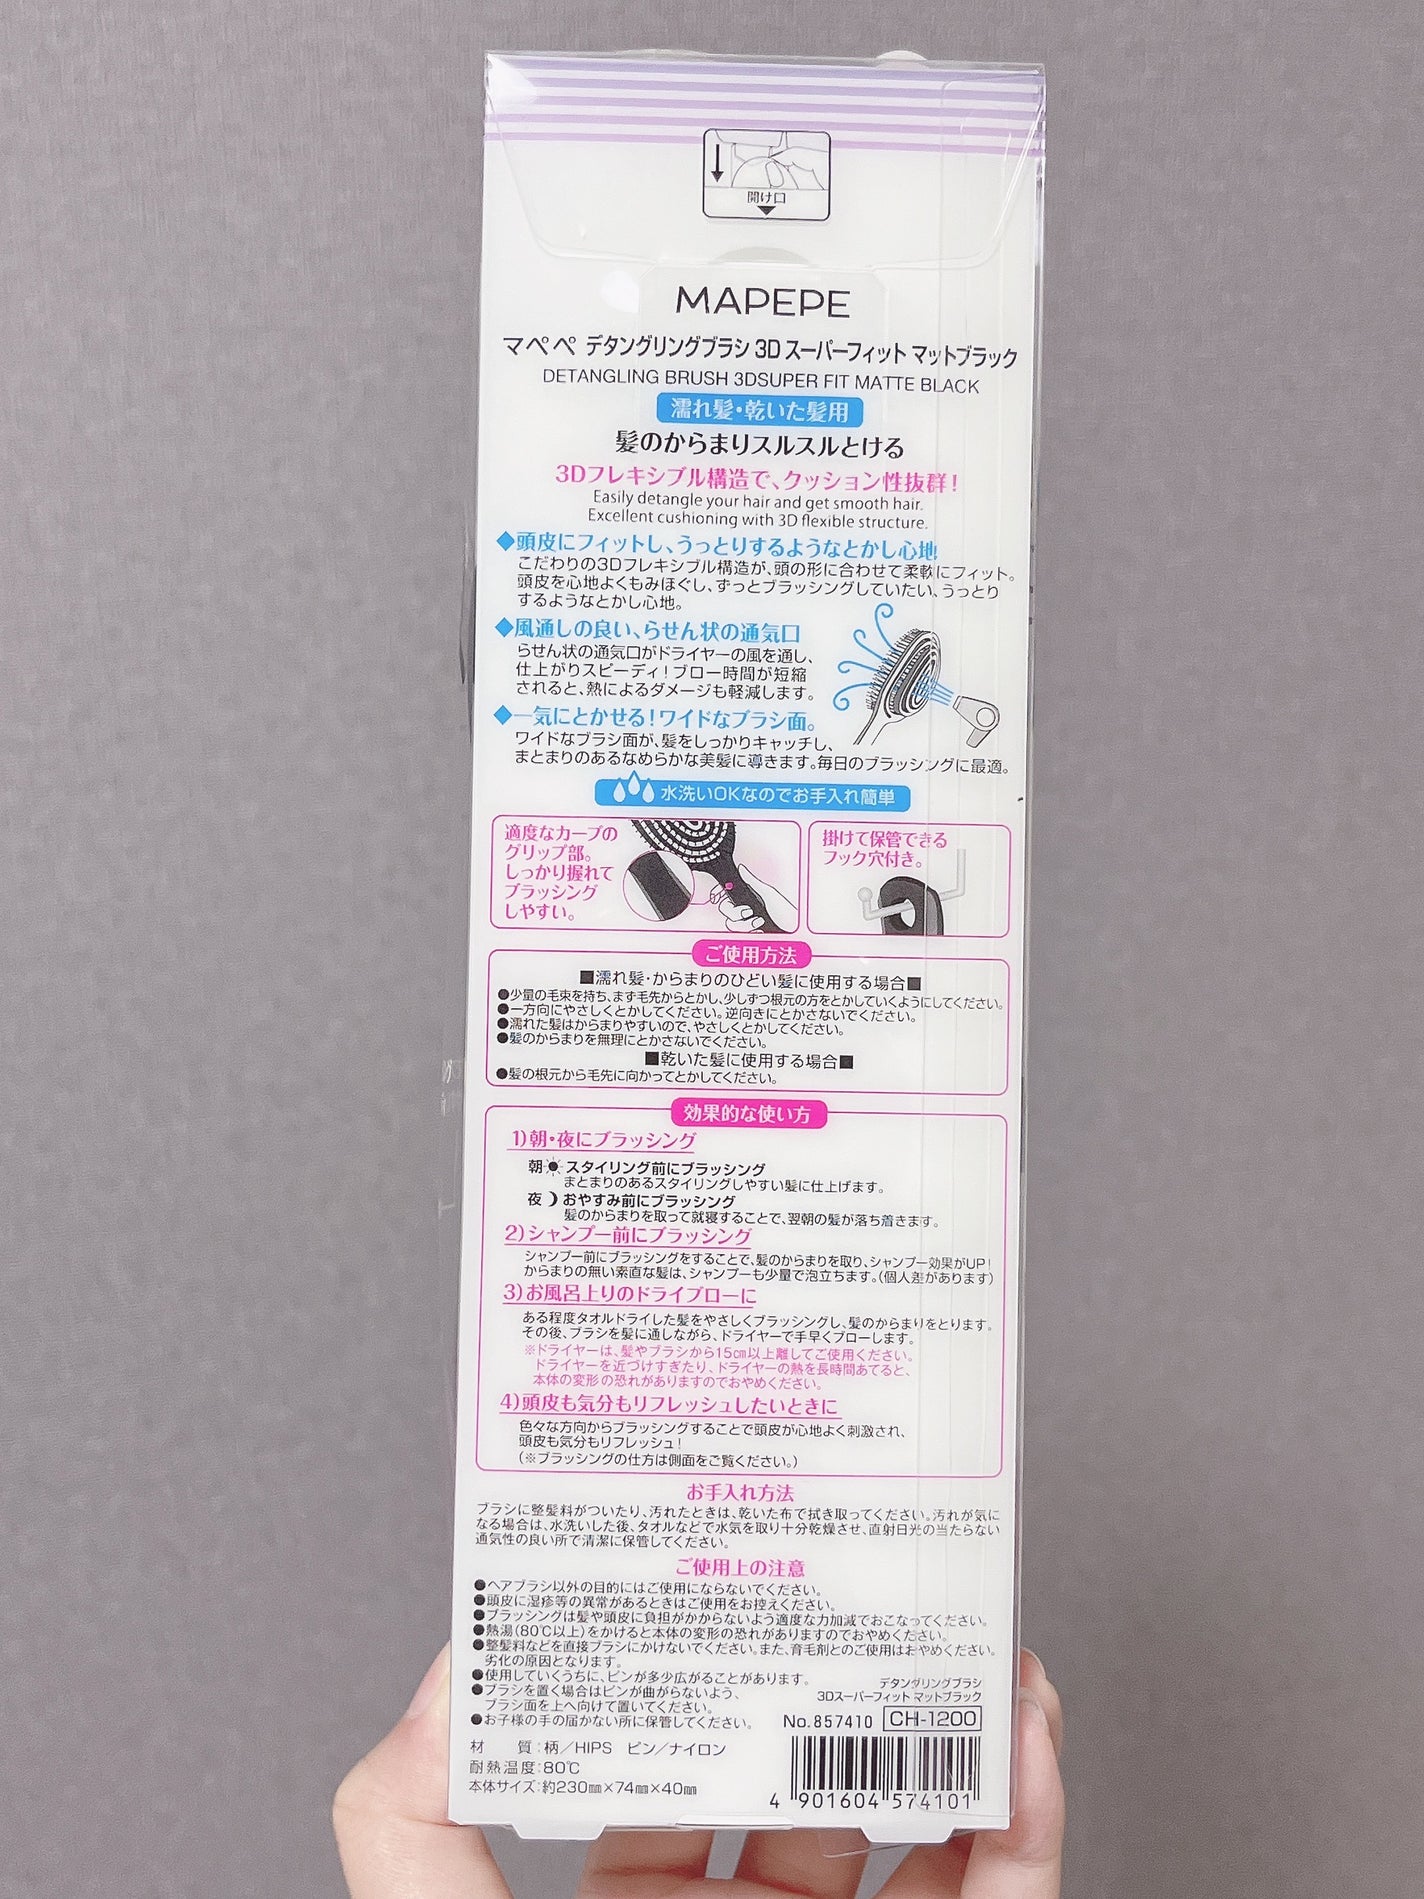 開け口
MAPEPE
マペペ デタングリングブラシ 3D スーパーフィット マットブラック
DETANGLING BRUSH 3DSUPER FIT MATTE BLACK
濡れ髪・乾いた髪用
髪のからまりスルスルとける
3Dフレキシブル構造で、クッション性抜群!
Easily detangle your hair and get smooth hair.
Excellent cushioning with 3D flexible structure.
◆頭皮にフィットし、うっとりするようなとかし心地
こだわりの3Dフレキシブル構造が、頭の形に合わせて柔軟にフィット。
頭皮を心地よくもみほぐし、ずっとブラッシングしていたい、うっとり
するようなとかし心地。
◆風通しの良い、らせん状の通気口
らせん状の通気口がドライヤーの風を通し、
仕上がりスピーディ!ブロー時間が短縮
されると、熱によるダメージも軽減します。
◆一気にとかせる!ワイドなブラシ面。
ワイドなブラシ面が、髪をしっかりキャッチし、
まとまりのあるなめらかな美髪に導きます。毎日のブラッシングに最適。
水洗いOKなのでお手入れ簡単
適度なカーブの
グリップ部。
しっかり握れて
ブラッシング
しやすい。
掛けて保管できる
フック穴付き。
ご使用方法
■濡れ髪・からまりのひどい髪に使用する場合■
●少量の毛束を持ち、まず毛先からとかし、少しずつ根元の方をとかしていくようにしてください。
●一方向にやさしくとかしてください。逆向きにとかさないでください。
●濡れた髪はからまりやすいので、やさしくとかしてください。
●髪のからまりを無理にとかさないでください。
■乾いた髪に使用する場合■
●髪の根元から毛先に向かってとかしてください。
効果的な使い方
1)朝・夜にブラッシング
朝 スタイリング前にブラッシング
まとまりのあるスタイリングしやすい髪に仕上げます。
夜 おやすみ前にブラッシング
髪のからまりを取って就寝することで、翌朝の髪が落ち着きます。
2)シャンプー前にブラッシング
シャンプー前にブラッシングをすることで、髪のからまりを取り、シャンプー効果がUP!
からまりの無い素直な髪は、シャンプーも少量で泡立ちます。(個人差があります)
3)お風呂上りのドライブローに
ある程度タオルドライした髪をやさしくブラッシングし、髪のからまりをとります。
その後、ブラシを髪に通しながら、ドライヤーで手早くブローします。
※ドライヤーは、髪やブラシから15cm以上離してご使用ください。
ドライヤーを近づけすぎたり、ドライヤーの熱を長時間あてると、
本体の変形の恐れがありますのでおやめください。
4)頭皮も気分もリフレッシュしたいときに
色々な方向からブラッシングすることで頭皮が心地よく刺激され、
頭皮も気分もリフレッシュ!
(※ブラッシングの仕方は側面をご覧ください。)
お手入れ方法
ブラシに整髪料がついたり、汚れたときは、乾いた布で拭き取ってください。汚れが気に
なる場合は、水洗いした後、タオルなどで水気を取り十分乾燥させ、直射日光の当たらない
通気性の良い所で清潔に保管してください。
ご使用上の注意
●ヘアブラシ以外の目的にはご使用にならないでください。
●頭皮に湿疹等の異常があるときはご使用をお控えください。
●ブラッシングは髪や頭皮に負担がかからないよう適度な力加減でおこなってください。
●熱湯(80℃以上)をかけると本体の変形の恐れがありますのでおやめください。
●整髪料などを直接ブラシにかけないでください。また、育毛剤とのご使用はおやめください。
劣化の原因となります。
●使用していくうちに、ピンが多少広がることがあります。
●ブラシを置く場合はピンが曲がらないよう、
ブラシ面を上へ向けて置いてください。
●お子様の手の届かない所に保管してください。
材 質:柄/HIPS ピン/ナイロン
耐熱温度:80℃
本体サイズ:約230mm×74mm×40mm
デタングリングブラシ
3Dスーパーフィット マットブラック
No.857410 CH-1200
4 901604 574101